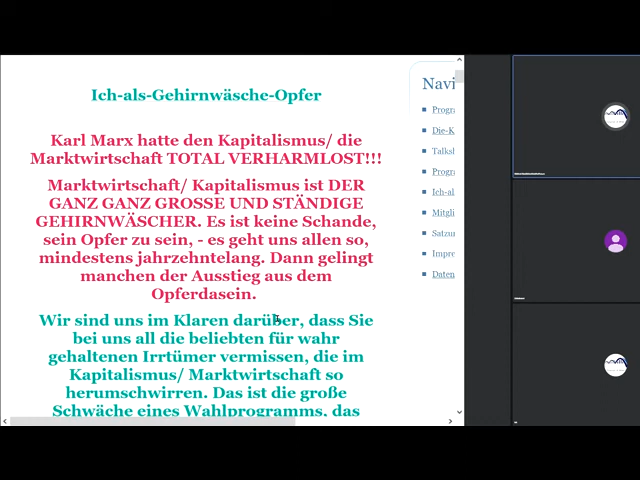 Ich-als-Gehirnwäsche-Opfer
Karl Marx hatte den Kapitalismus/ die
Marktwirtschaft TOTAL VERHARMLOST!!!
Marktwirtschaft/ Kapitalismus ist DER
GANZ GANZ GROSSE UND STÄNDIGE
GEHIRNWÄSCHER. Es ist keine Schande,
sein Opfer zu sein, - es geht uns allen so,
mindestens jahrzehntelang. Dann gelingt
manchen der Ausstieg aus dem
Opferdasein.
Wir sind uns im Klaren darüber, dass Sie
bei uns all die beliebten für wahr
gehaltenen Irrtümer vermissen, die im
Kapitalismus/ Marktwirtschaft so
herumschwirren. Das ist die große
Schwäche eines Wahlprogramms, das
Navi
Progra
Die-K
Talksh
Progra
Ich-al
Mitgli
Satzu
Impre
Daten